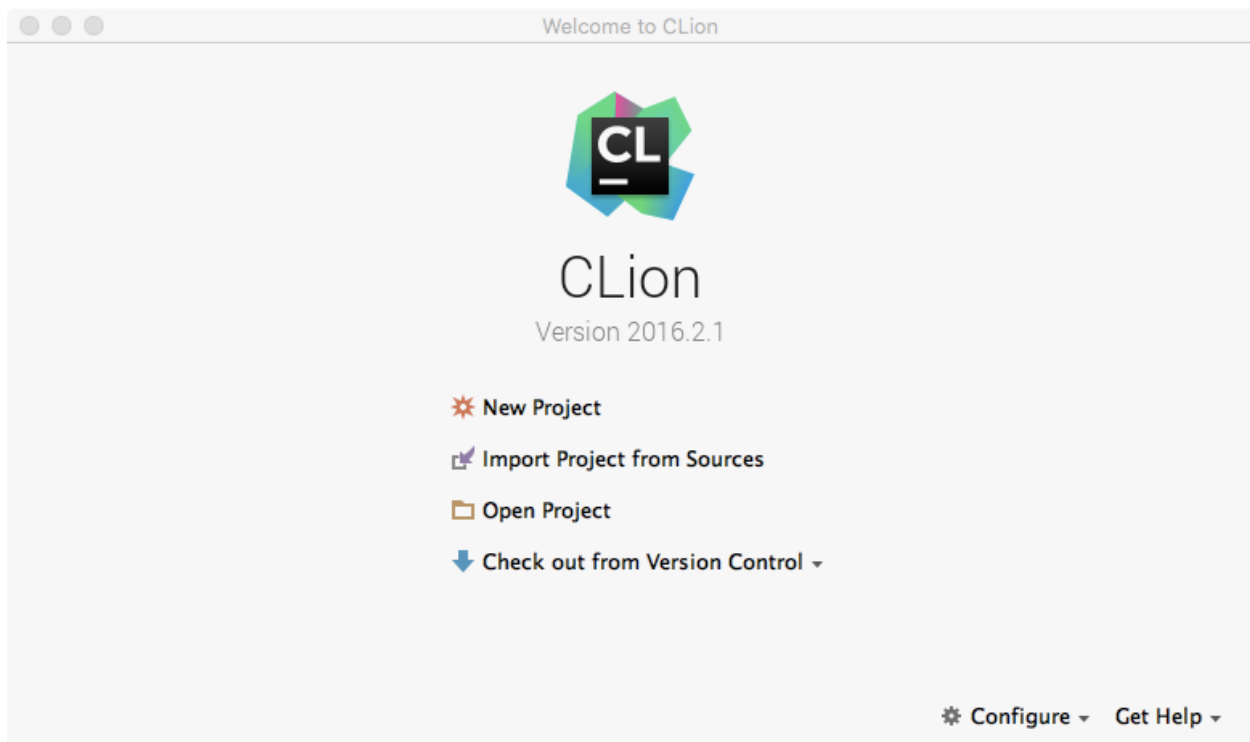 Welcome to CLion
CL
CLion
Version 2016.2.1
New Project
Import Project from Sources
Open Project
Check out from Version Control
Configure Get Help